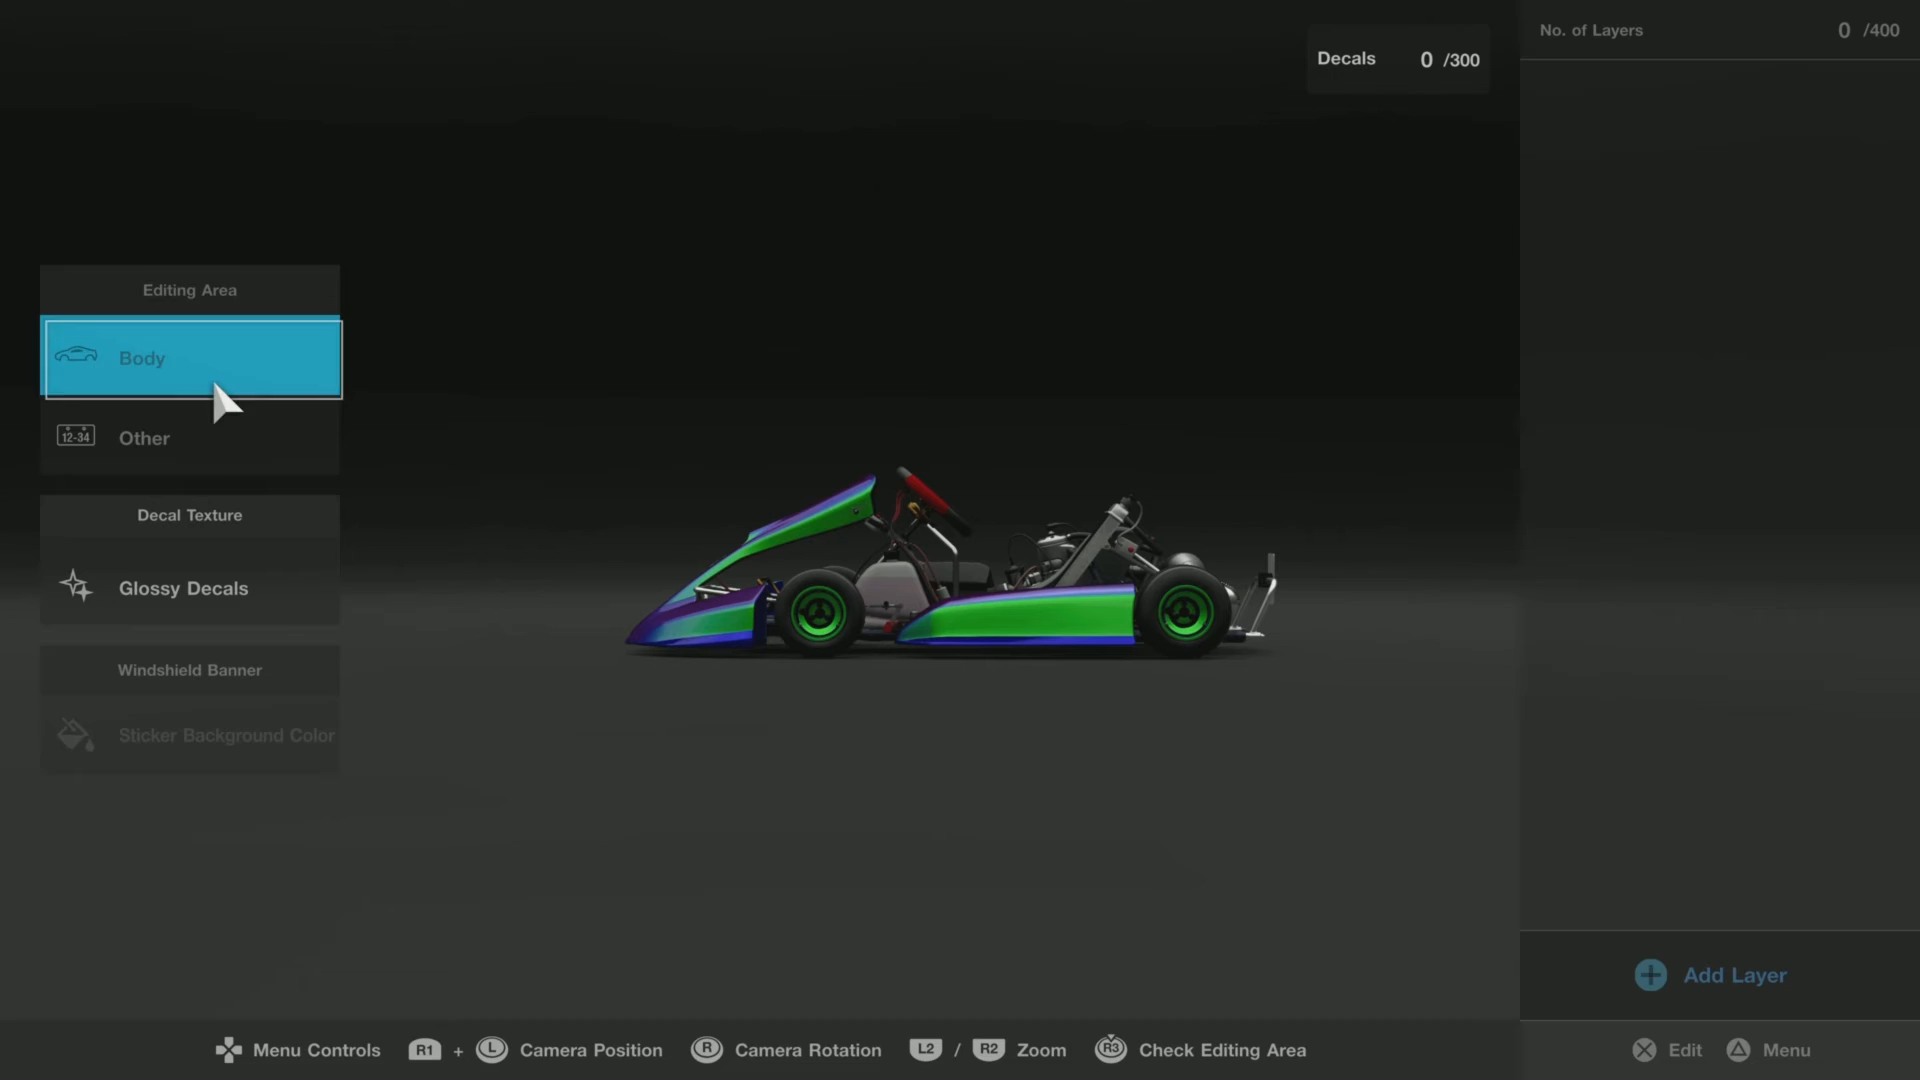 No. of Layers 0 /400
Decals 0 /300
Editing Area
Body
12-34 Other
Decal Texture
Glossy Decals
Windshield Banner
Sticker Background Color
Add Layer
Menu Controls R1 + L Camera Position R Camera Rotation L2 / R2 Zoom R3 Check Editing Area Edit Menu